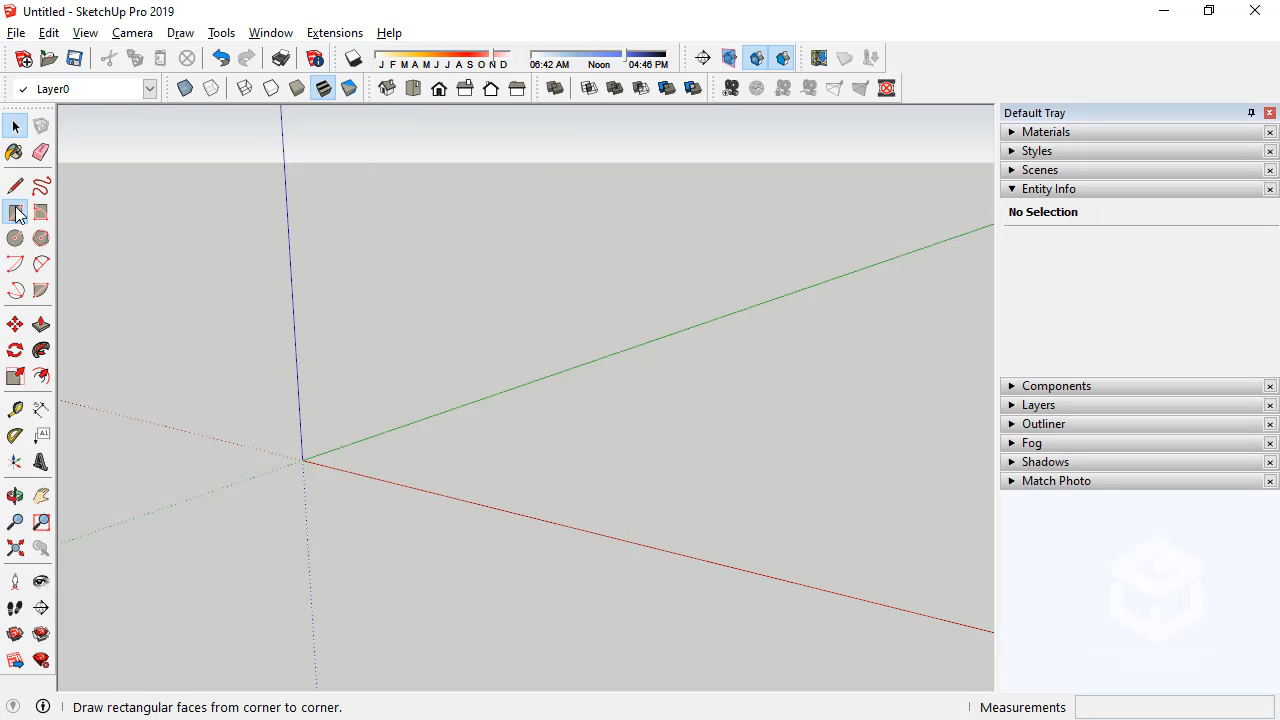 Untitled - SketchUp Pro 2019
File Edit View Camera Draw Tools Window Extensions Help
J F M A M J J A S O N D 06:42 AM Noon 04:46 PM
Layer0
Default Tray
Materials
Styles
Scenes
Entity Info
No Selection
A1
Components
Layers
Outliner
Fog
Shadows
Match Photo
Draw rectangular faces from corner to corner. Measurements